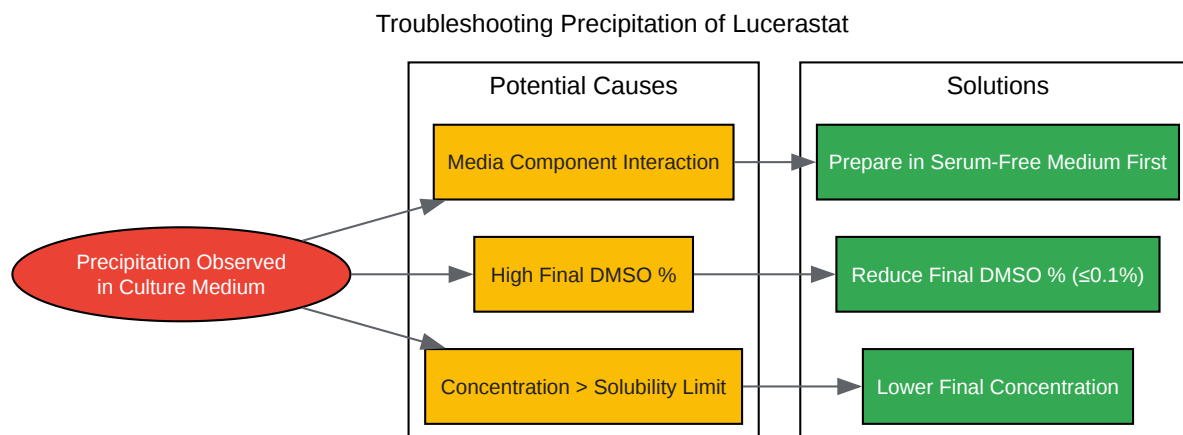 Troubleshooting Precipitation of Lucerastat
Potential Causes
Solutions
Media Component Interaction
Prepare in Serum-Free Medium First
Precipitation Observed
in Culture Medium
High Final DMSO %
Reduce Final DMSO % (≤0.1%)
Concentration > Solubility Limit
Lower Final Concentration